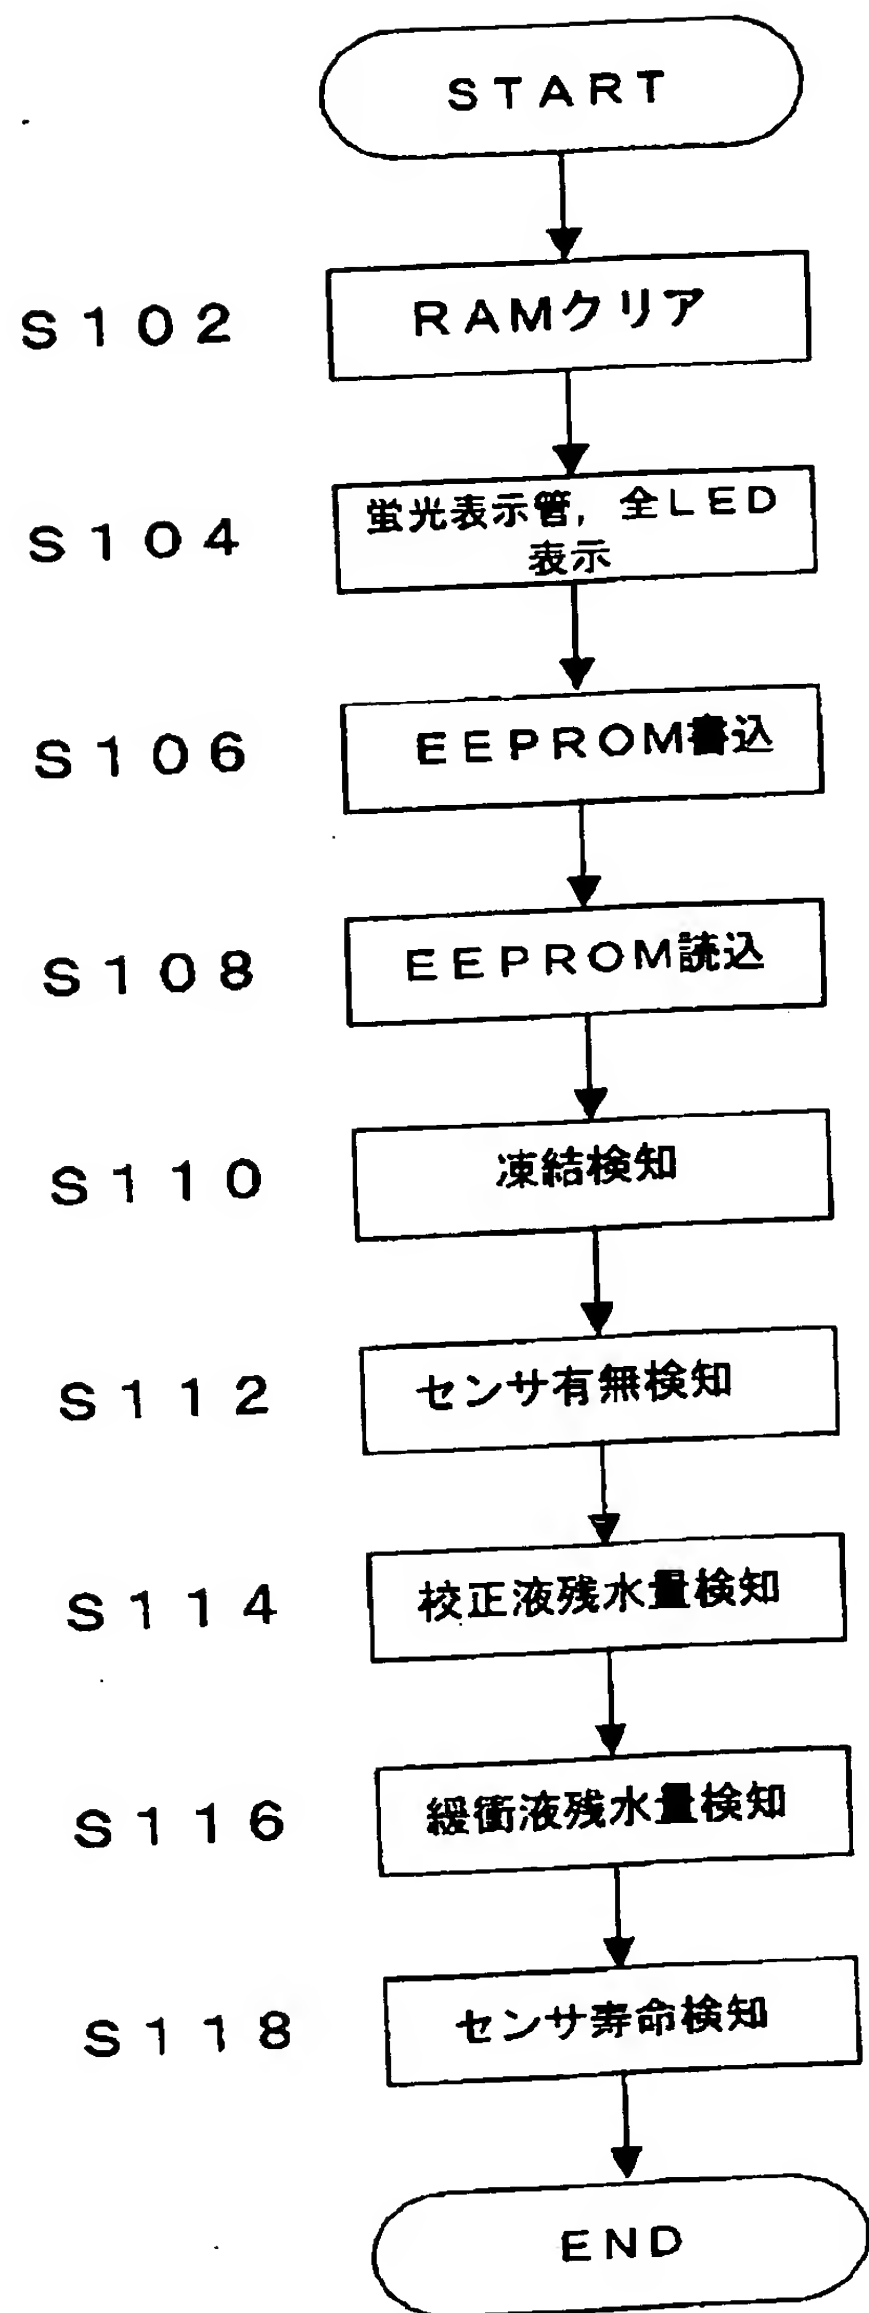 START
S102
RAMクリア
S104
蛍光表示管，全LED
表示
S106
EEPROM書込
S108
EEPROM読込
S110
凍結検知
S112
センサ有無検知
S114
校正液残水量検知
S116
緩衝液残水量検知
S118
センサ寿命検知
END